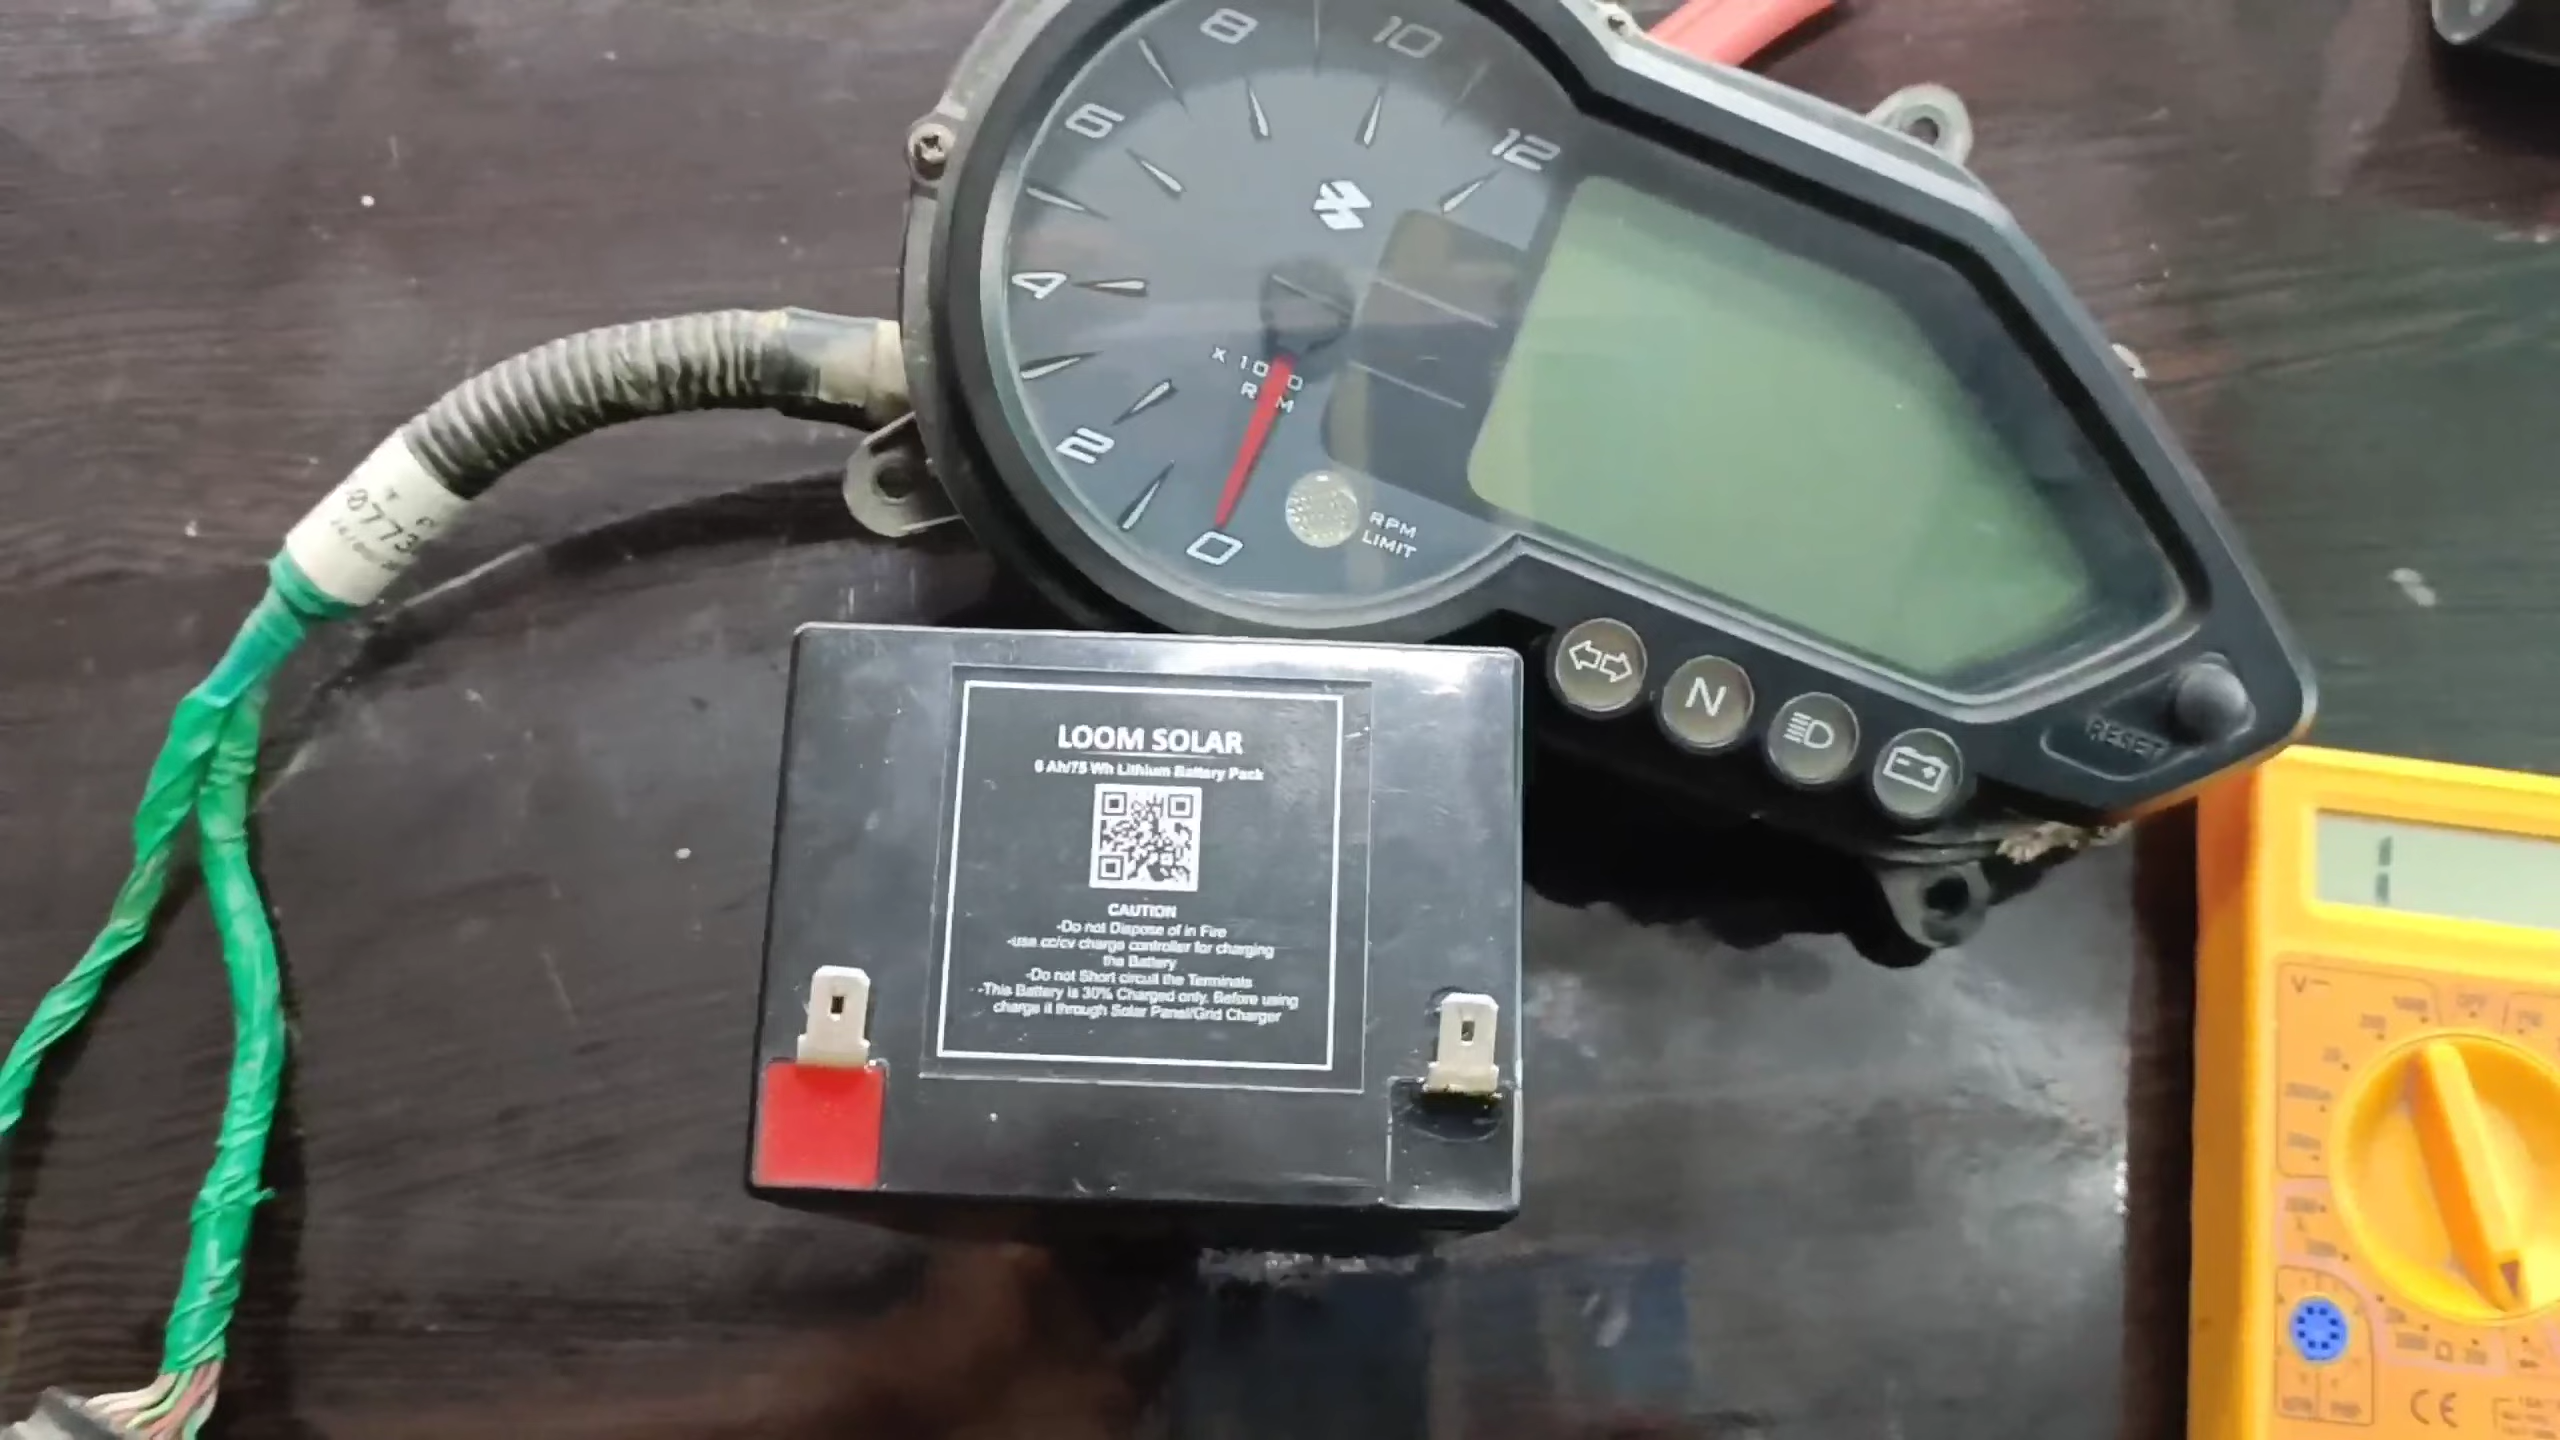 8
10
6
12
4
X 1000
RPM
2
0
RPM
LIMIT
N
RESET
LOOM SOLAR
6 Ah/75 Wh Lithium Battery Pack
CAUTION
-Do not Dispose of in Fire
-use cc/cv charge controller for charging
the Battery
-Do not Short circuit the Terminals
-This Battery is 30% Charged only. Before using
charge it through Solar Panel/Grid Charger
V
OFF
CE